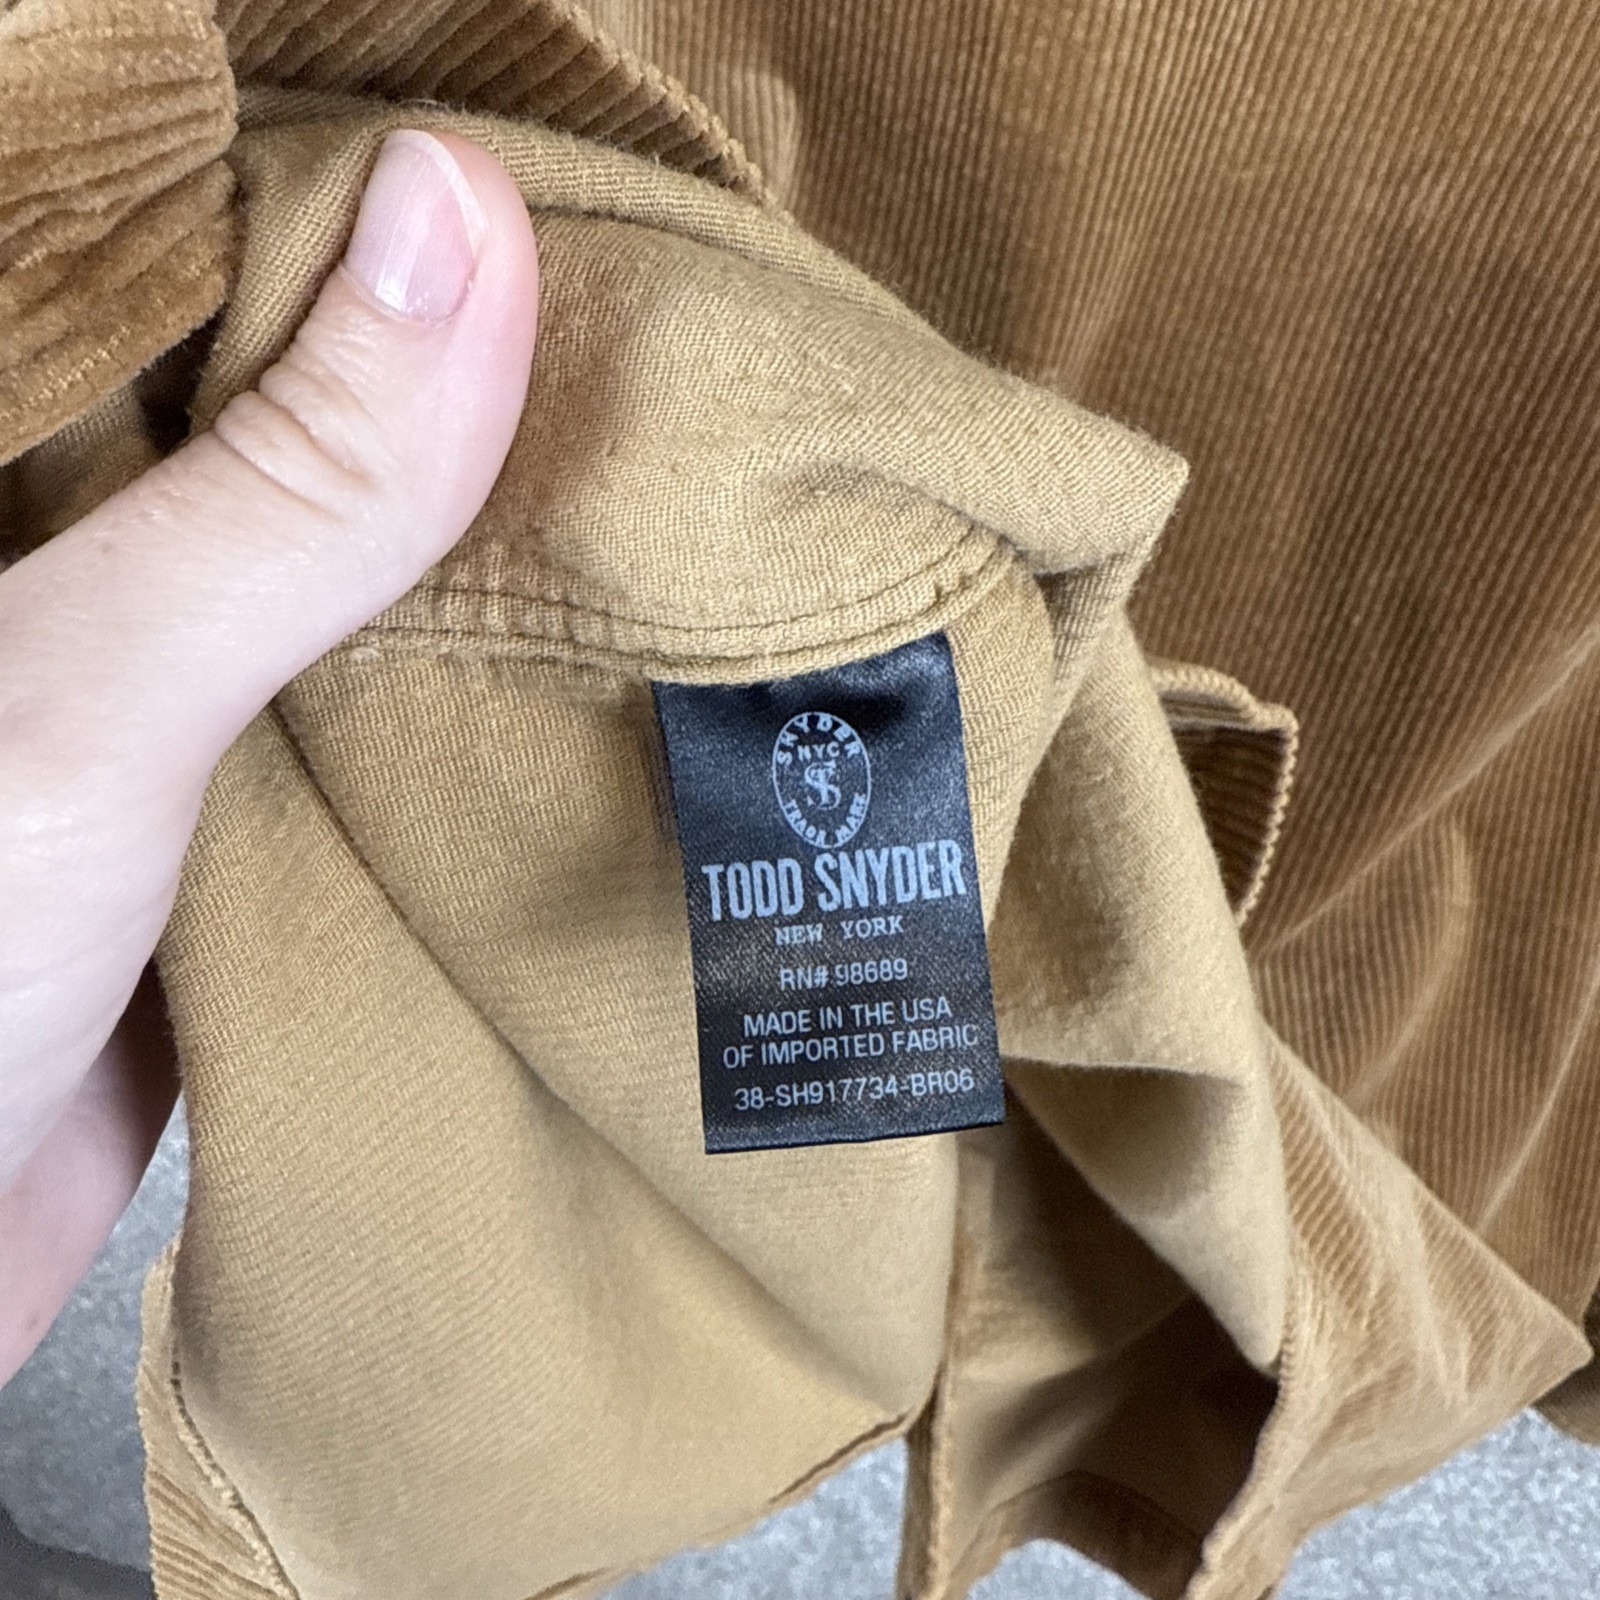 SNYDER
NYC
TS
TRADE MARK
TODD SNYDER
NEW YORK
RN# 98689
MADE IN THE USA
OF IMPORTED FABRIC
38-SH917734-BR06